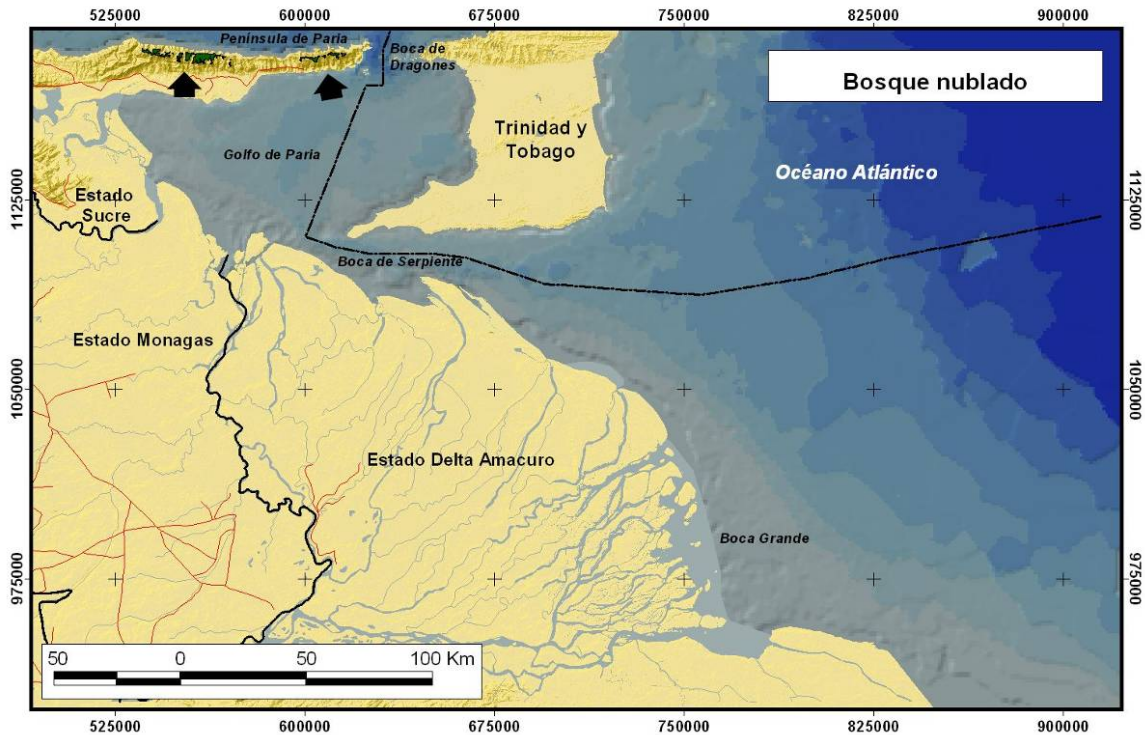 525000 600000 675000 750000 825000 900000
Península de Paria
Boca de
Dragones
Bosque nublado
Trinidad y
Tobago
Golfo de Paria
Océano Atlántico
Estado
Sucre
1125000
1125000
Boca de Serpiente
Estado Monagas
1050000
1050000
Estado Delta Amacuro
Boca Grande
975000
975000
50 0 50 100 Km
525000 600000 675000 750000 825000 900000